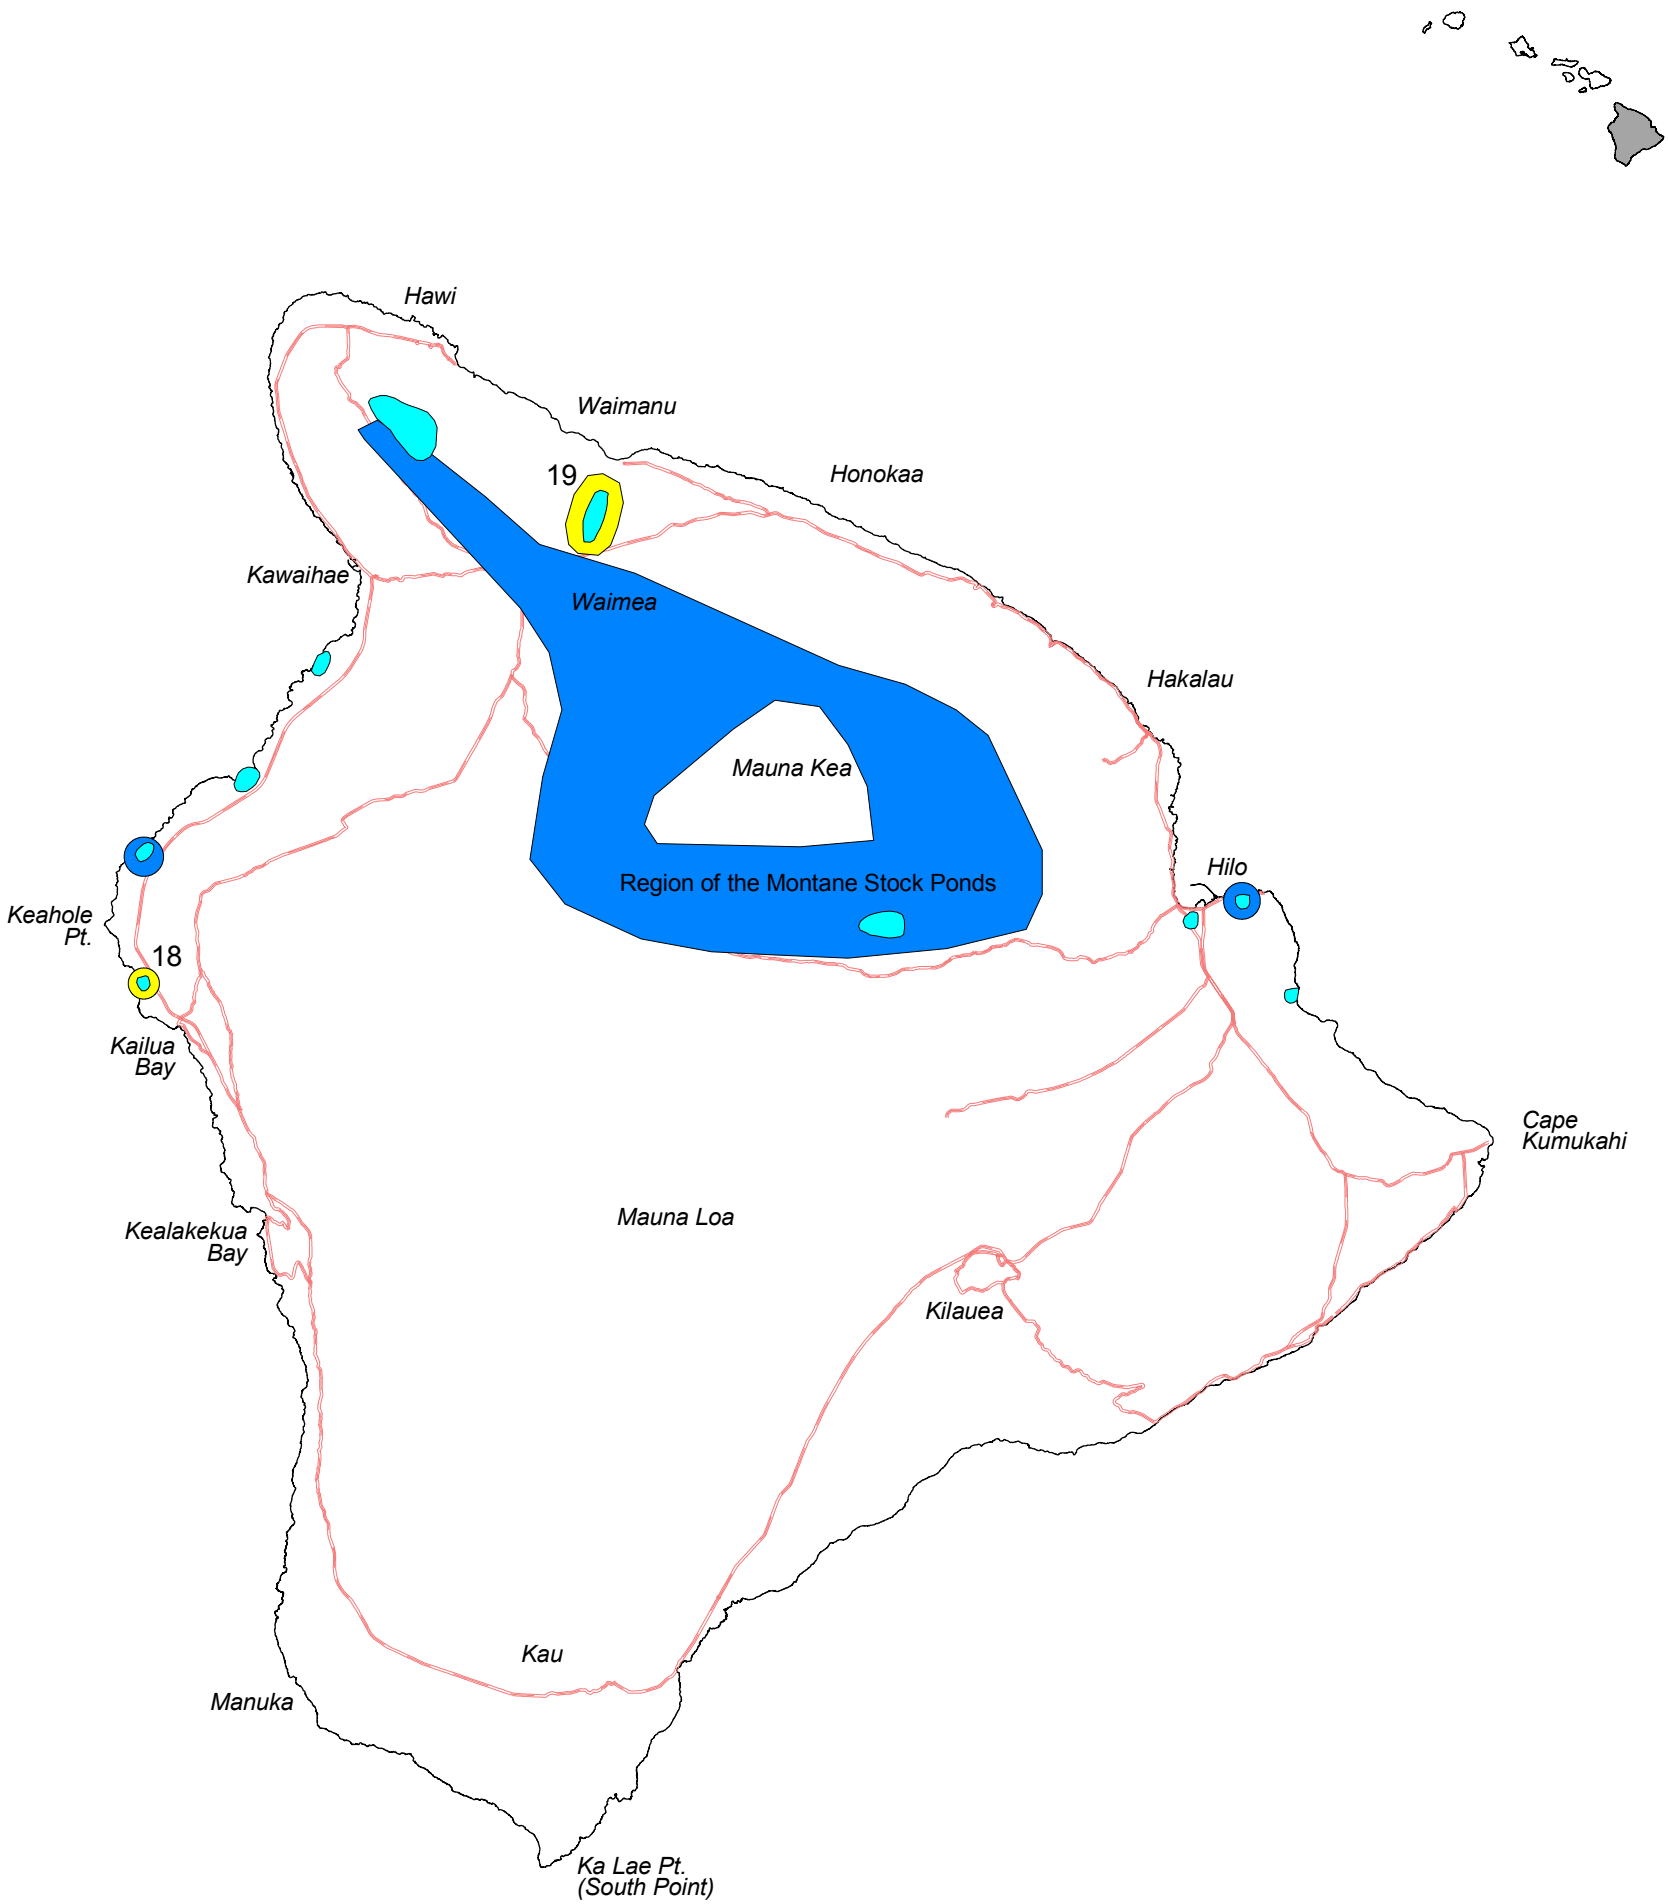 Hawi
Waimanu
19
Honokaa
Kawaihae
Waimea
Hakalau
Mauna Kea
Hilo
Region of the Montane Stock Ponds
Keahole
Pt.
18
Kailua
Bay
Cape
Kumukahi
Mauna Loa
Kealakekua
Bay
Kilauea
Kau
Manuka
Ka Lae Pt.
(South Point)